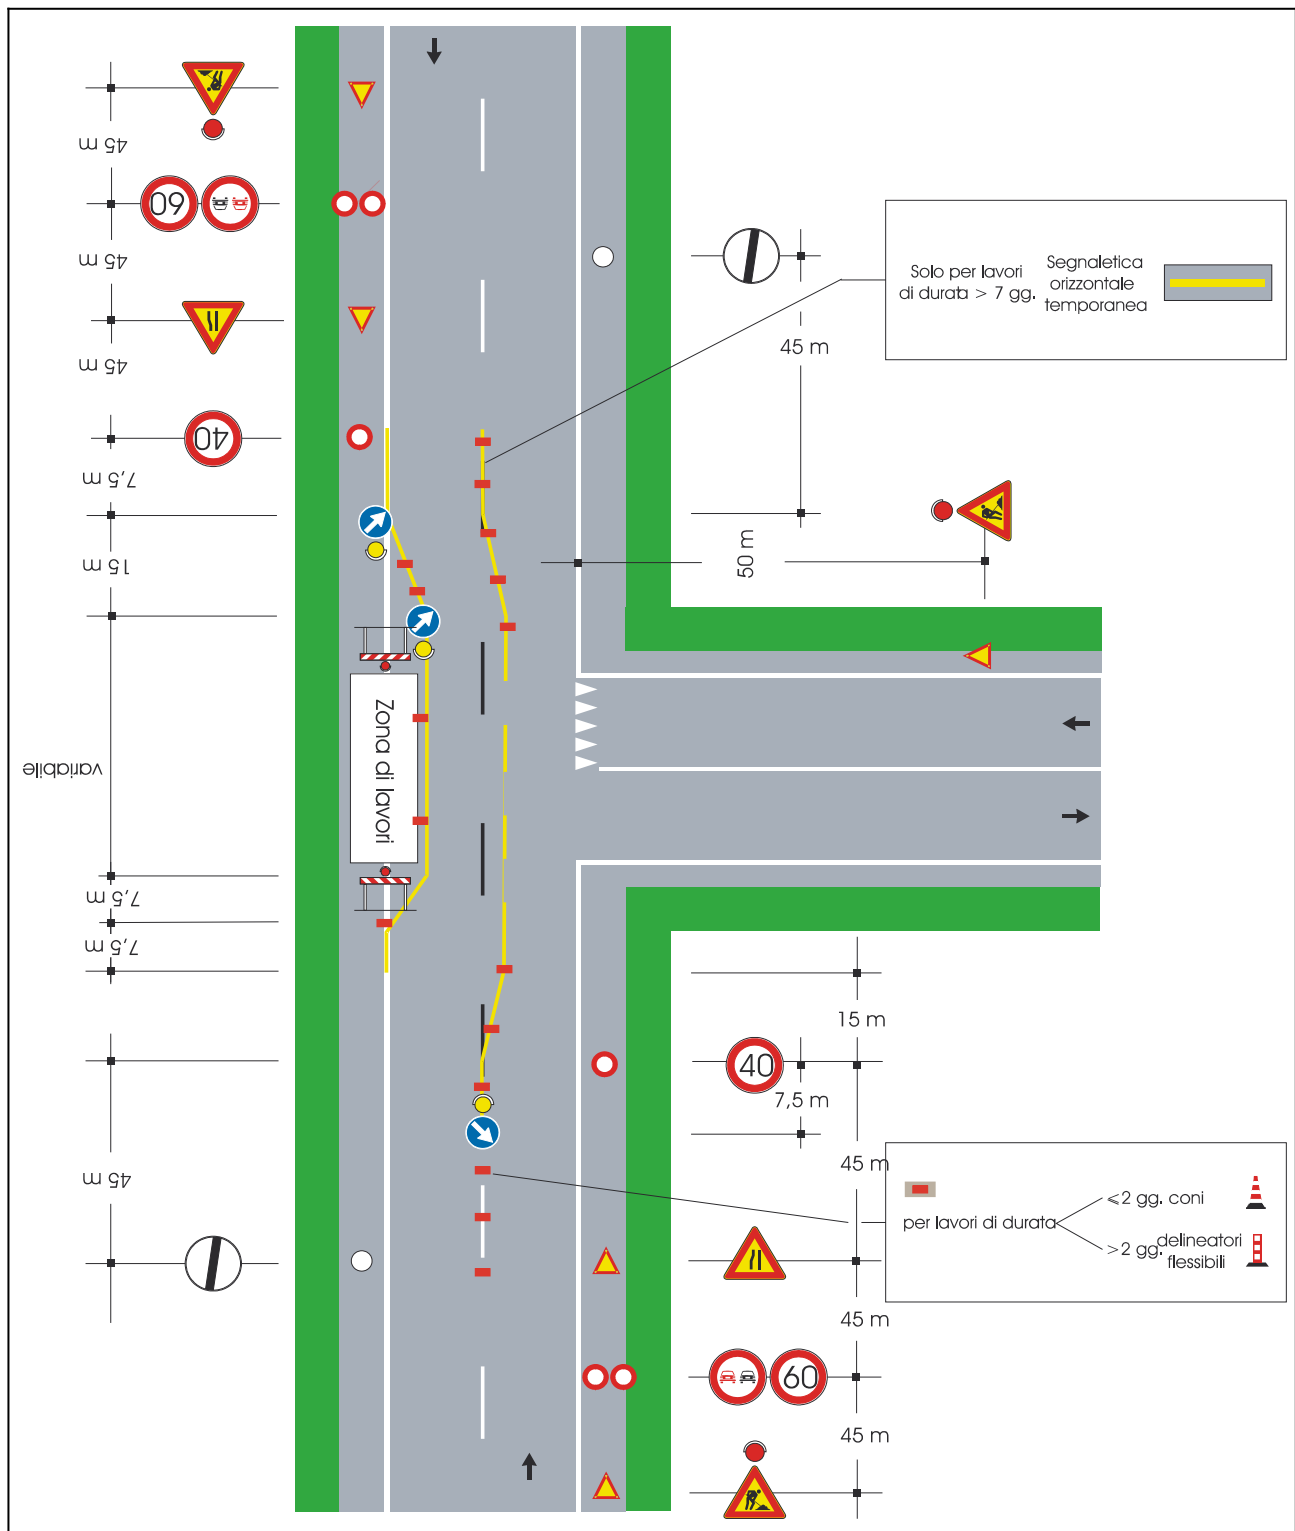 45 m
60
45 m
45 m
40
7,5 m
15 m
variabile
7,5 m
7,5 m
45 m
Zona di lavori
Solo per lavori
di durata > 7 gg.
Segnaletica
orizzontale
temporanea
45 m
50 m
15 m
40
7,5 m
45 m
per lavori di durata
≤2 gg. coni
>2 gg. delineatori
flessibili
45 m
60
45 m